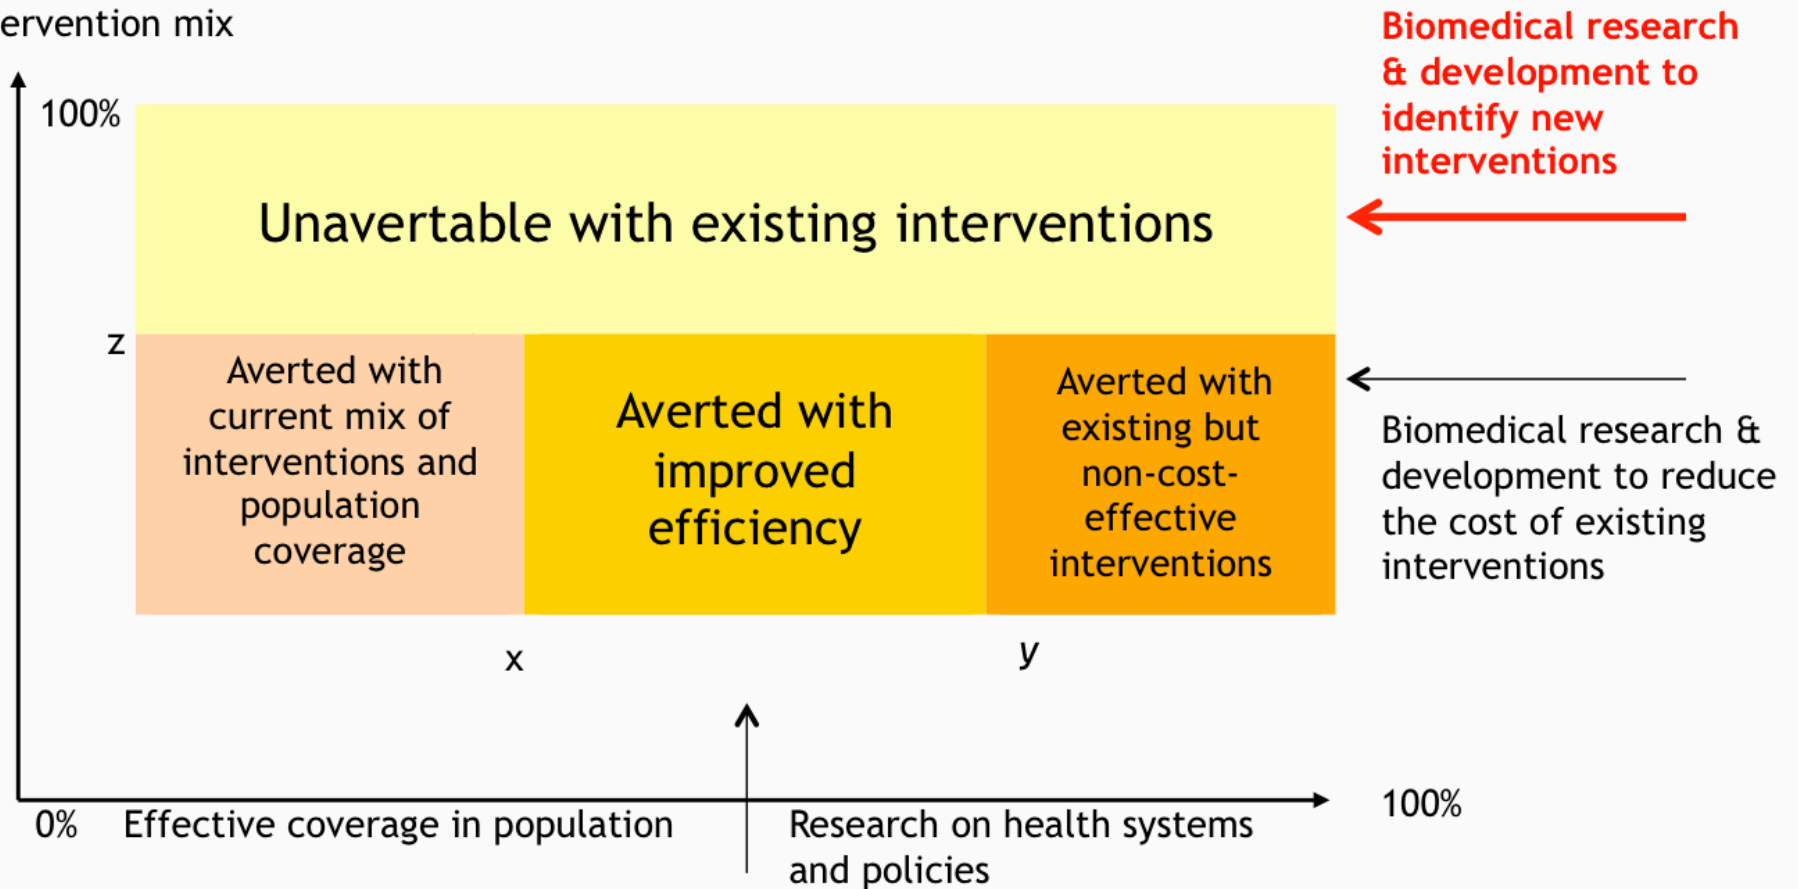 ervention mix
100%
Biomedical research
& development to
identify new
interventions
Unavertable with existing interventions
z
Averted with
current mix of
interventions and
population
coverage
Averted with
improved
efficiency
Averted with
existing but
non-cost-
effective
interventions
Biomedical research &
development to reduce
the cost of existing
interventions
x
y
0%
Effective coverage in population
Research on health systems
and policies
100%